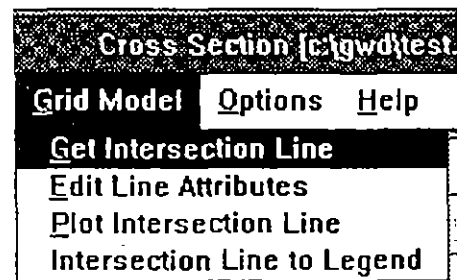 Cross Section [c:\gwd\test.
Grid Model Options Help
Get Intersection Line
Edit Line Attributes
Plot Intersection Line
Intersection Line to Legend